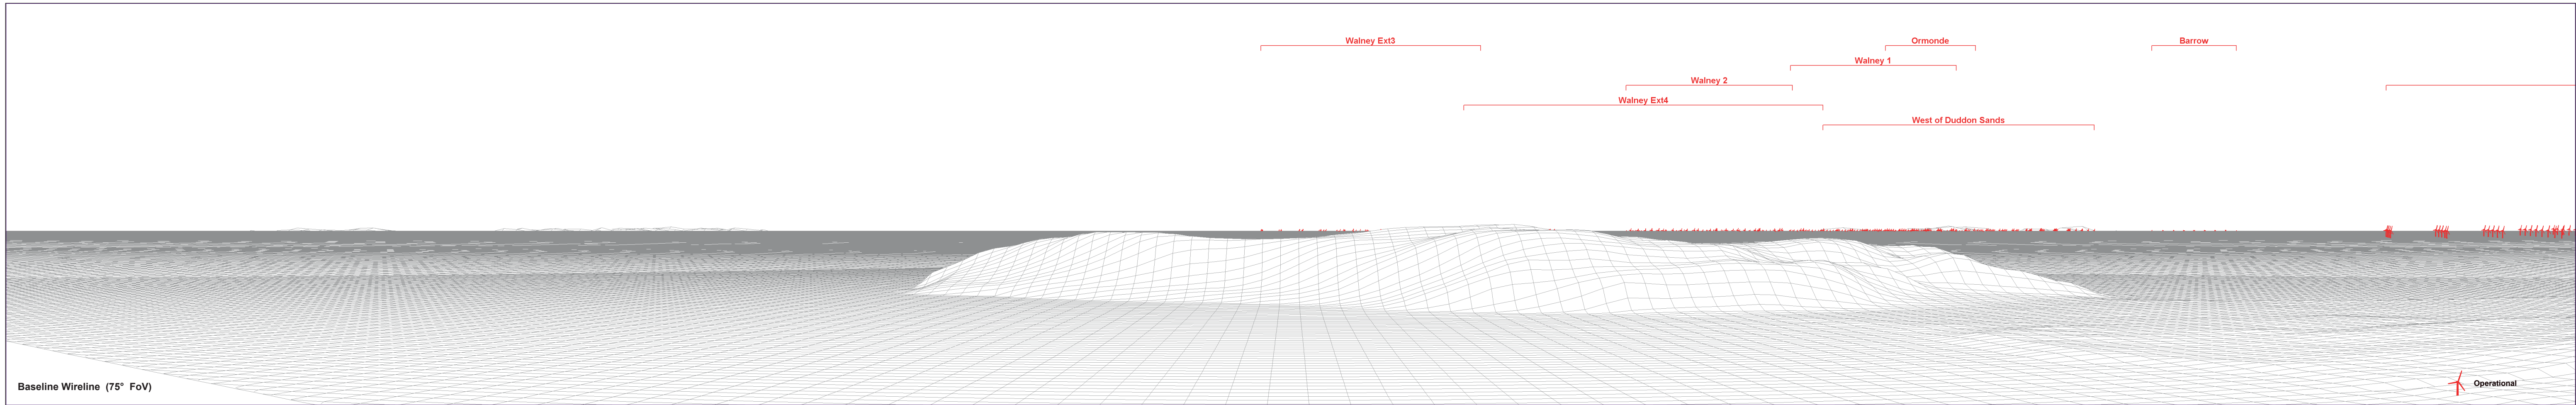 Walney Ext3
Ormonde
Barrow
Walney 1
Walney 2
Walney Ext4
West of Duddon Sands
Baseline Wireline (75° FoV)
Operational